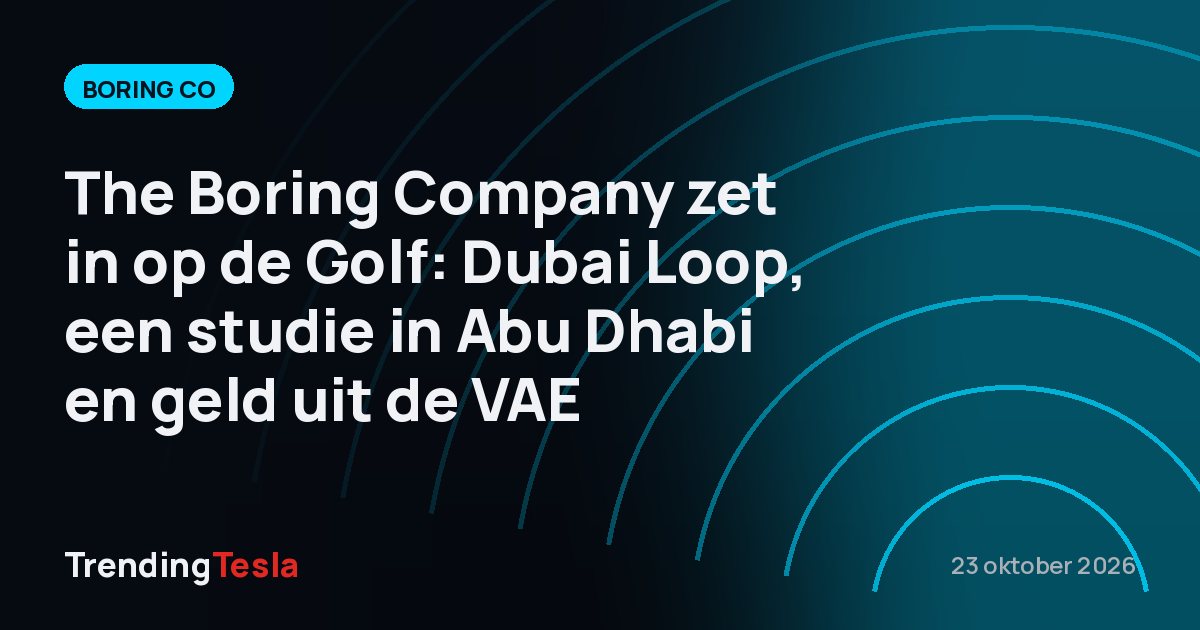 BORING CO
The Boring Company zet
in op de Golf: Dubai Loop,
een studie in Abu Dhabi
en geld uit de VAE
TrendingTesla
23 oktober 2026